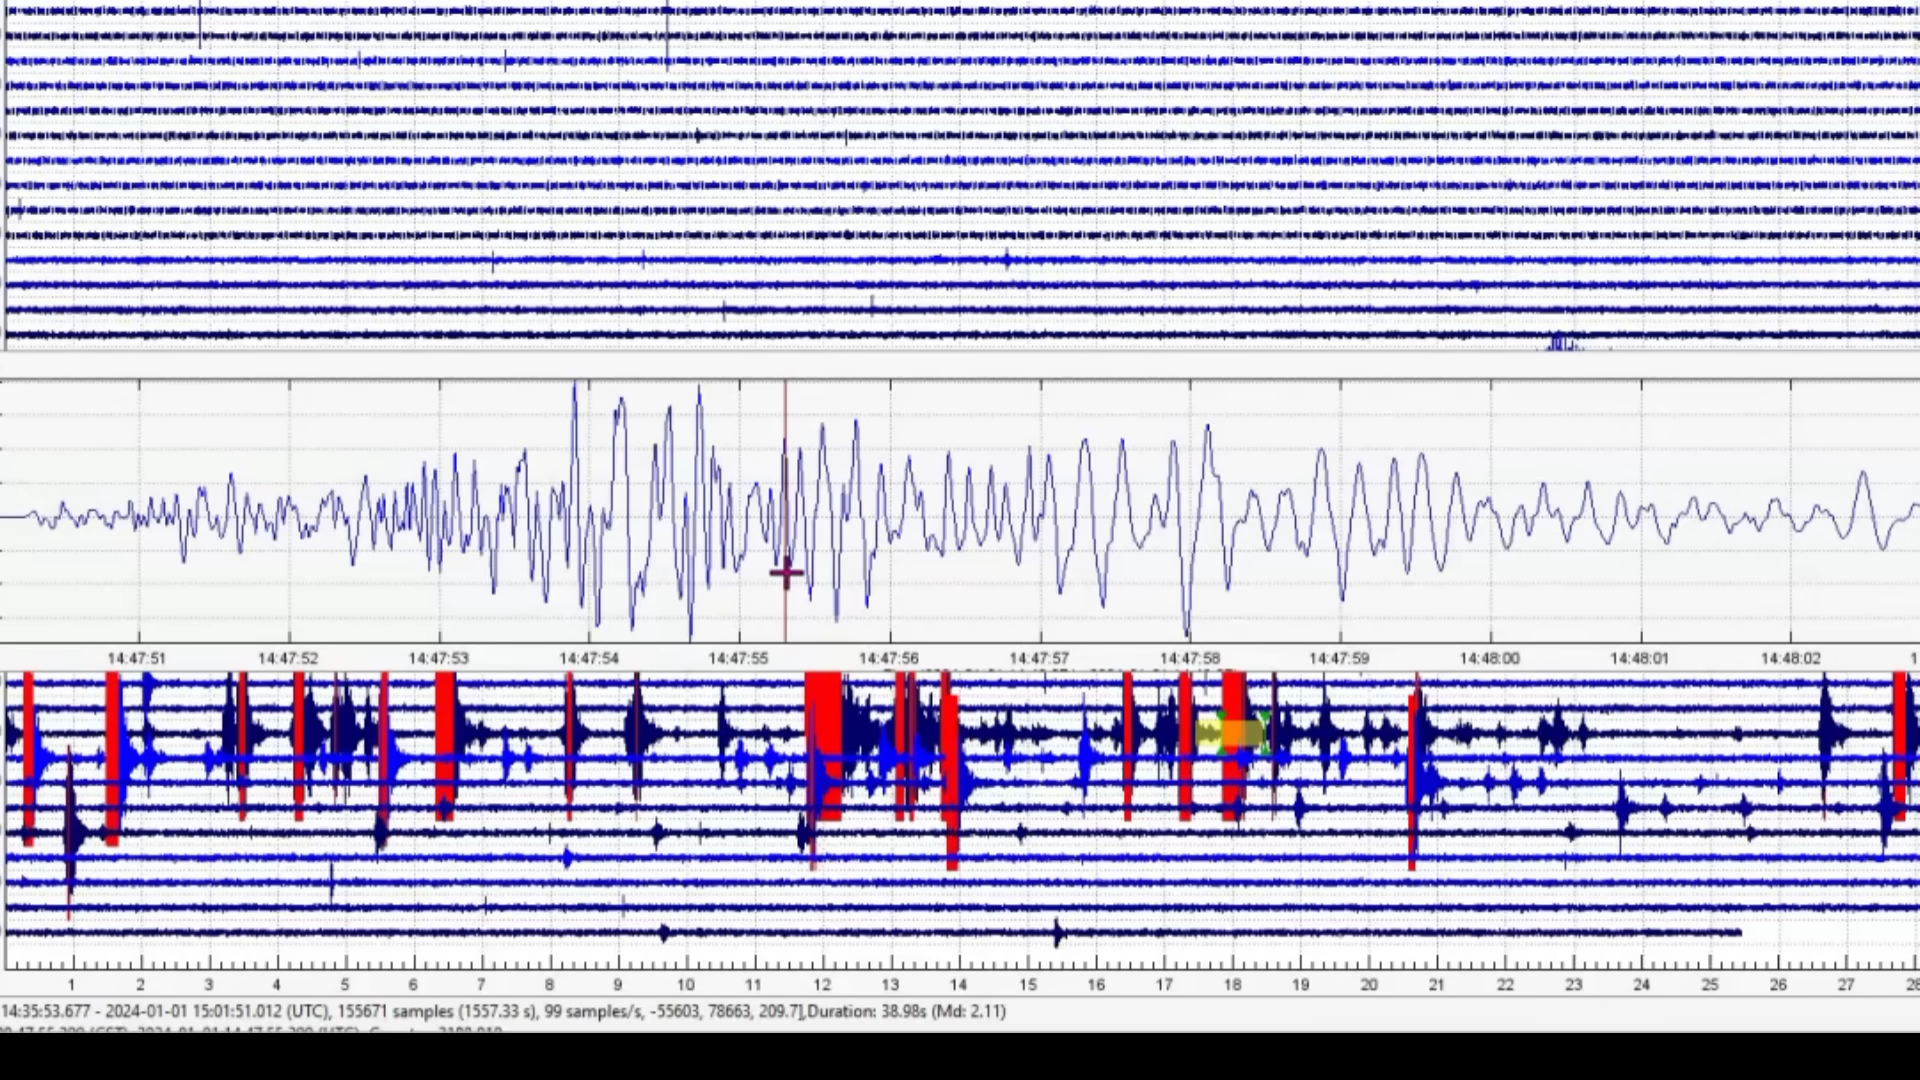 14:47:51 14:47:52 14:47:53 14:47:54 14:47:55 14:47:56 14:47:57 14:47:58 14:47:59 14:48:00 14:48:01 14:48:02 1
1 2 3 4 5 6 7 8 9 10 11 12 13 14 15 16 17 18 19 20 21 22 23 24 25 26 27 28
14:35:53.677 - 2024-01-01 15:01:51.012 (UTC), 155671 samples (1557.33 s), 99 samples/s, -55603, 78663, 209.7],Duration: 38.98s (Md: 2.11)